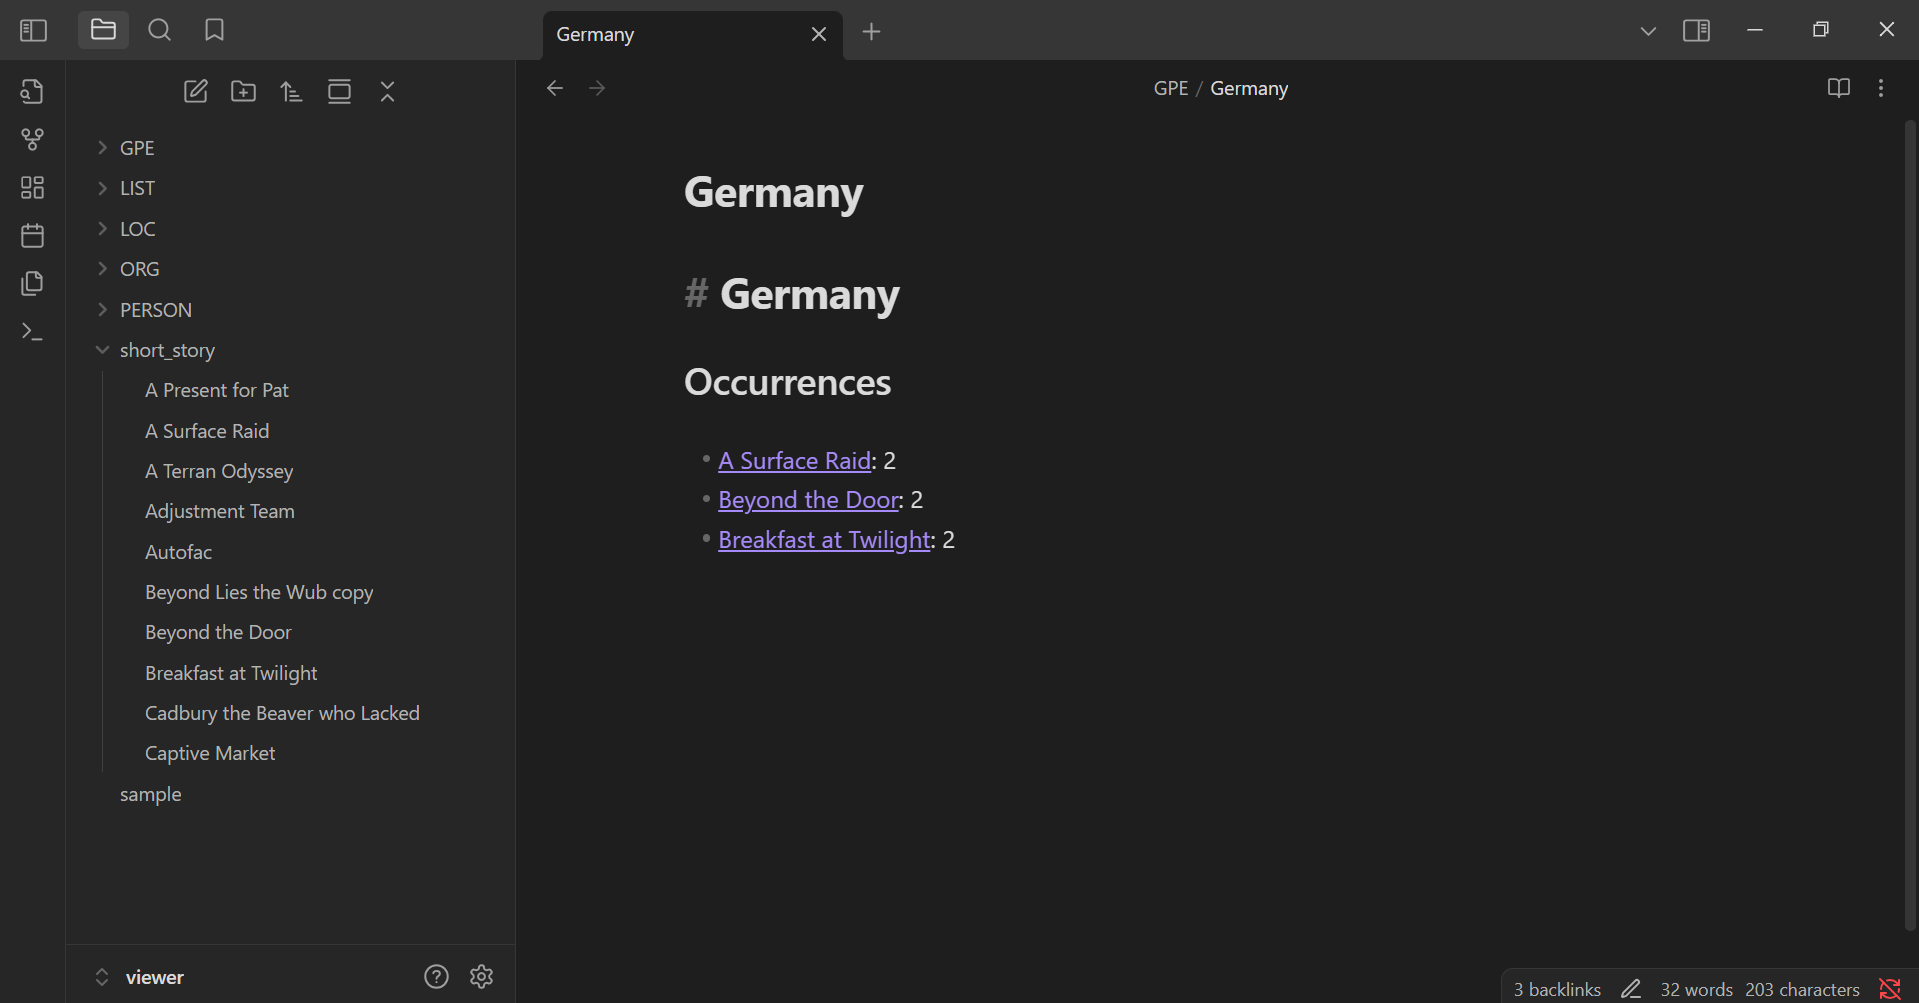 Germany
GPE / Germany
GPE
LIST
LOC
ORG
PERSON
short_story
A Present for Pat
A Surface Raid
A Terran Odyssey
Adjustment Team
Autofac
Beyond Lies the Wub copy
Beyond the Door
Breakfast at Twilight
Cadbury the Beaver who Lacked
Captive Market
sample
viewer
Germany
# Germany
Occurrences
• A Surface Raid: 2
• Beyond the Door: 2
• Breakfast at Twilight: 2
3 backlinks 32 words 203 characters